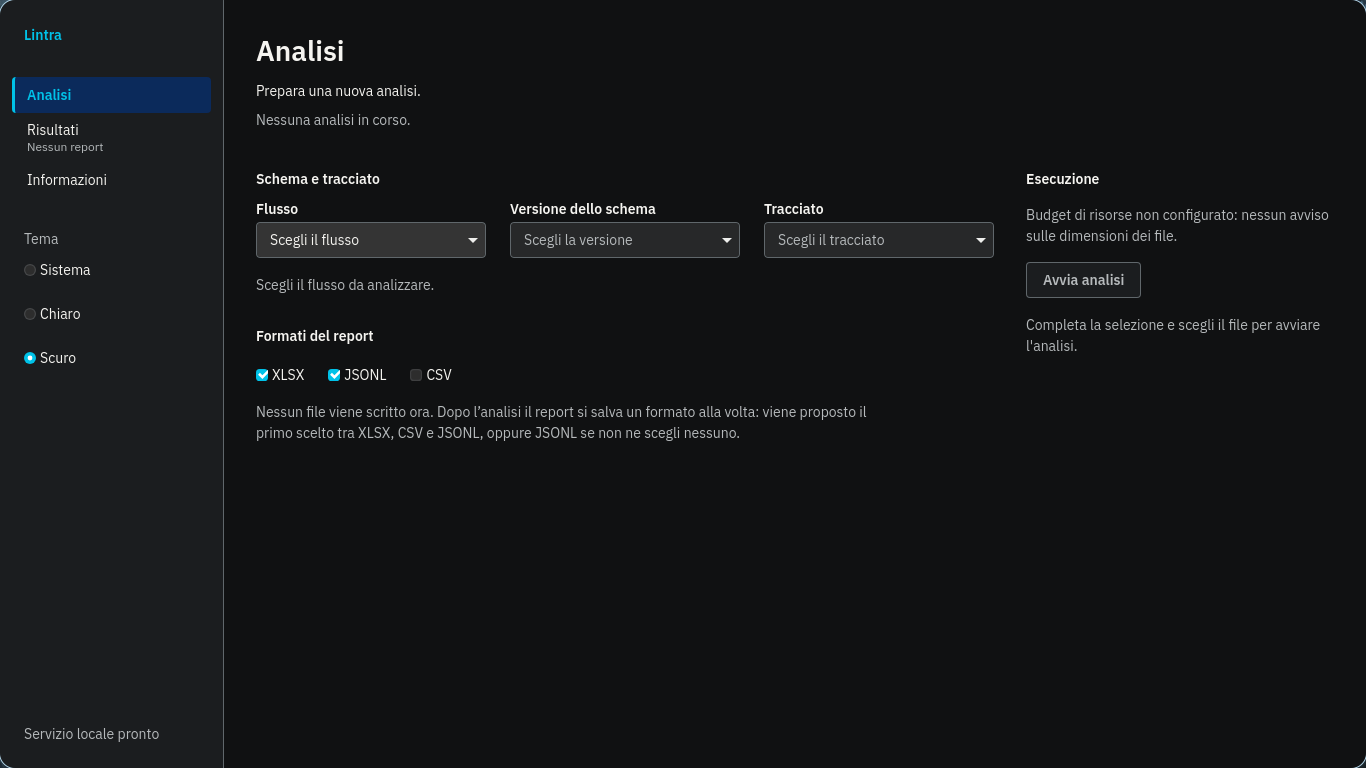 Lintra
Analisi
Risultati
Nessun report
Informazioni
Tema
Sistema
Chiaro
Scuro
Servizio locale pronto
Analisi
Prepara una nuova analisi.
Nessuna analisi in corso.
Schema e tracciato
Flusso
Scegli il flusso
Versione dello schema
Scegli la versione
Tracciato
Scegli il tracciato
Scegli il flusso da analizzare.
Formati del report
XLSX JSONL CSV
Nessun file viene scritto ora. Dopo l’analisi il report si salva un formato alla volta: viene proposto il
primo scelto tra XLSX, CSV e JSONL, oppure JSONL se non ne scegli nessuno.
Esecuzione
Budget di risorse non configurato: nessun avviso
sulle dimensioni dei file.
Avvia analisi
Completa la selezione e scegli il file per avviare
l'analisi.